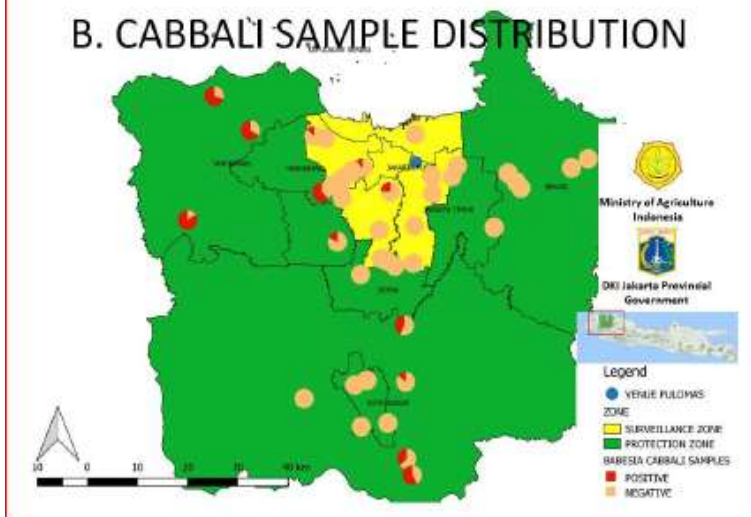 B. CABBALI SAMPLE DISTRIBUTION
Ministry of Agriculture
Indonesia
DKI Jakarta Provincial
Government
Legend
VENUE PULOMAS
ZONE
SURVEILLANCE ZONE
PROTECTION ZONE
BABESIA CABBALI SAMPLES
POSITIVE
NEGATIVE
10 0 10 20 30 40 km